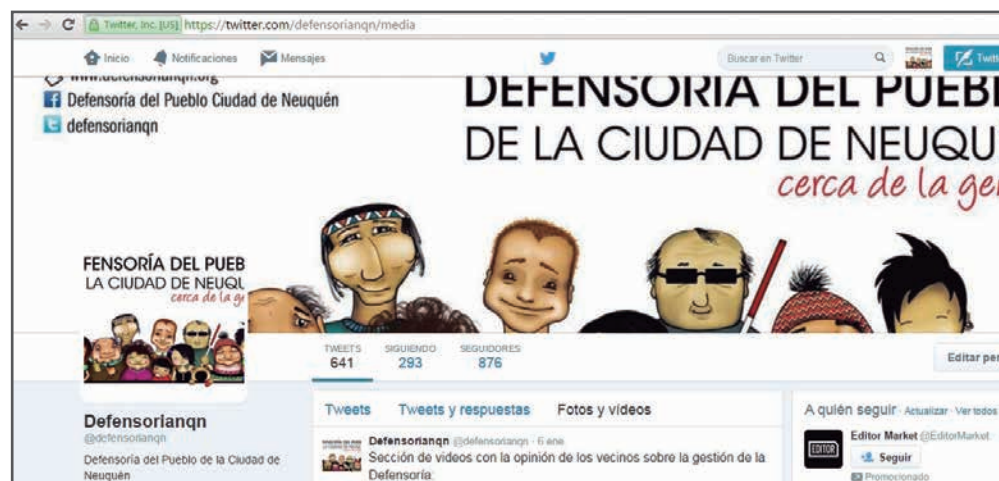 Twitter, Inc. [US] https://twitter.com/defensorianqn/media
Inicio Notificaciones Mensajes Buscar en Twitter Twitt
www.defensorianqn.org
Defensoría del Pueblo Ciudad de Neuquén
defensorianqn
DEFENSORIA DEL PUEBL
DE LA CIUDAD DE NEUQU
cerca de la gen
FENSORÍA DEL PUEB
LA CIUDAD DE NEUQU
cerca de la ge
TWEETS SIGUIENDO SEGUIDORES
641 293 876
Editar per
Defensorianqn
@defensorianqn
Defensoría del Pueblo de la Ciudad de
Neuquén
Tweets Tweets y respuestas Fotos y vídeos
Defensorianqn @defensorianqn · 6 ene
Sección de videos con la opinión de los vecinos sobre la gestión de la
Defensoría:
A quién seguir · Actualizar · Ver todos
EDITOR
Editor Market @EditorMarket
Seguir
Promocionado